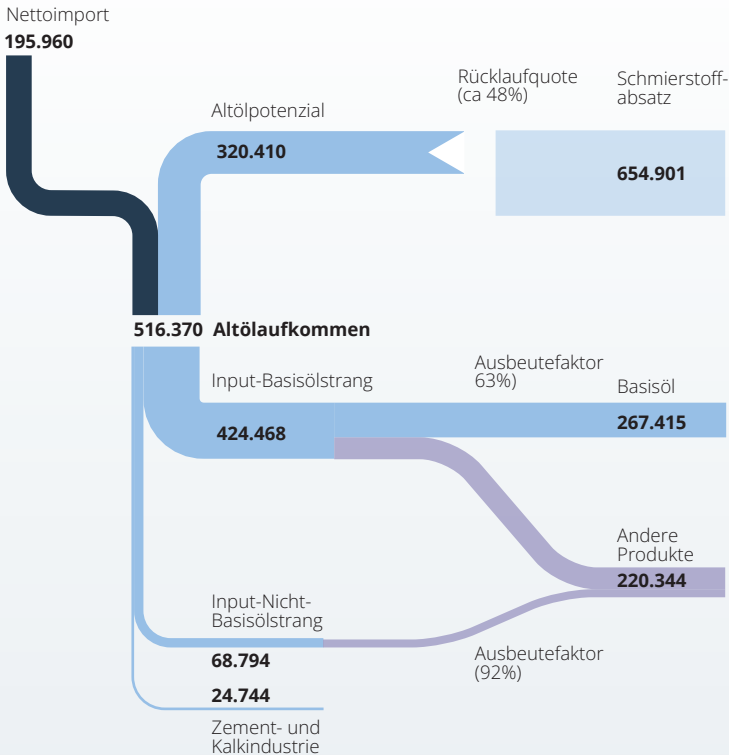 Nettoimport
195.960
Altölpotenzial
320.410
Rücklaufquote
(ca 48%)
Schmierstoff-
absatz
654.901
516.370 Altölaufkommen
Input-Basisölstrang
424.468
Ausbeutefaktor
63%)
Basisöl
267.415
Andere
Produkte
220.344
Input-Nicht-
Basisölstrang
68.794
Ausbeutefaktor
(92%)
24.744
Zement- und
Kalkindustrie